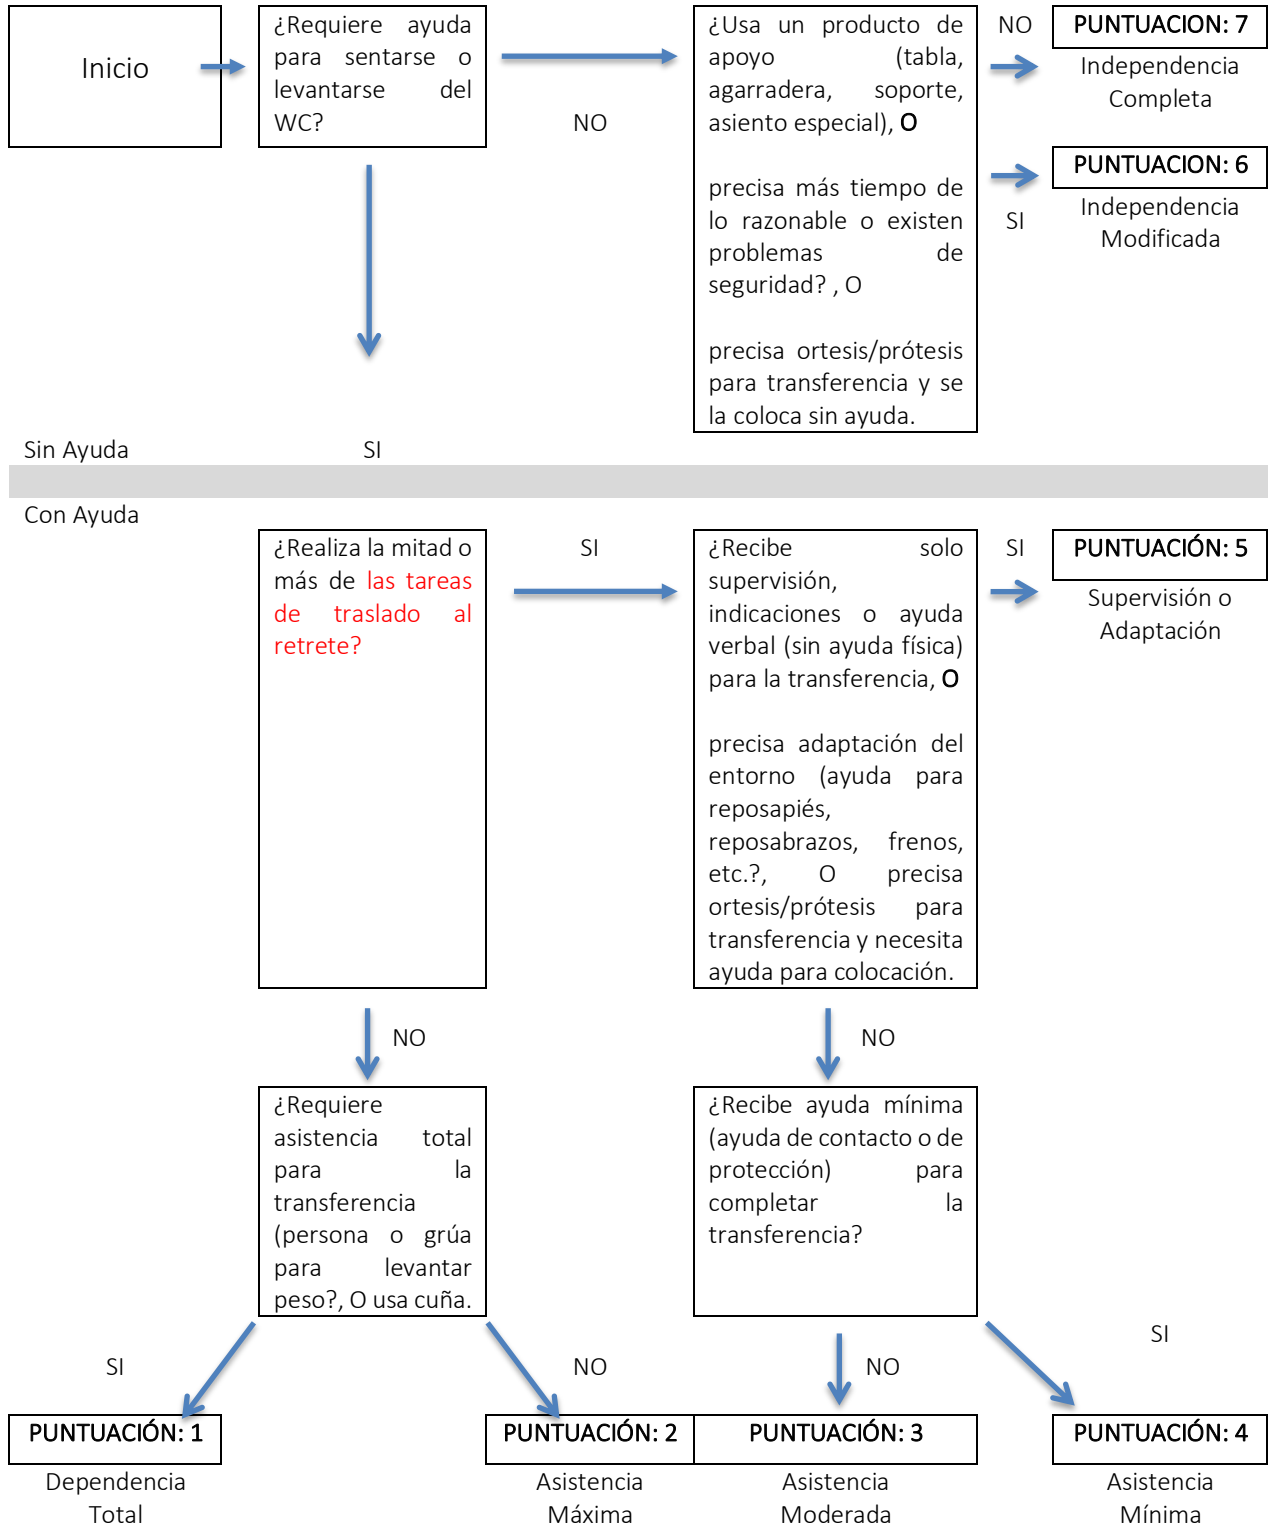 Inicio
¿Requiere ayuda
para sentarse o
levantarse del
WC?
NO
¿Usa un producto de
apoyo (tabla,
agarradera, soporte,
asiento especial), O
precisa más tiempo de
lo razonable o existen
problemas de
seguridad? , O
precisa ortesis/prótesis
para transferencia y se
la coloca sin ayuda.
NO
PUNTUACION: 7
Independencia
Completa
SI
PUNTUACION: 6
Independencia
Modificada
Sin Ayuda
SI
Con Ayuda
¿Realiza la mitad o
más de las tareas
de traslado al
retrete?
SI
¿Recibe solo
supervisión,
indicaciones o ayuda
verbal (sin ayuda física)
para la transferencia, O
precisa adaptación del
entorno (ayuda para
reposapiés,
reposabrazos, frenos,
etc.?, O precisa
ortesis/prótesis para
transferencia y necesita
ayuda para colocación.
SI
PUNTUACIÓN: 5
Supervisión o
Adaptación
NO
NO
¿Requiere
asistencia total
para la
transferencia
(persona o grúa
para levantar
peso?, O usa cuña.
¿Recibe ayuda mínima
(ayuda de contacto o de
protección) para
completar la
transferencia?
SI
NO
NO
SI
PUNTUACIÓN: 1
Dependencia
Total
PUNTUACIÓN: 2
Asistencia
Máxima
PUNTUACIÓN: 3
Asistencia
Moderada
PUNTUACIÓN: 4
Asistencia
Mínima